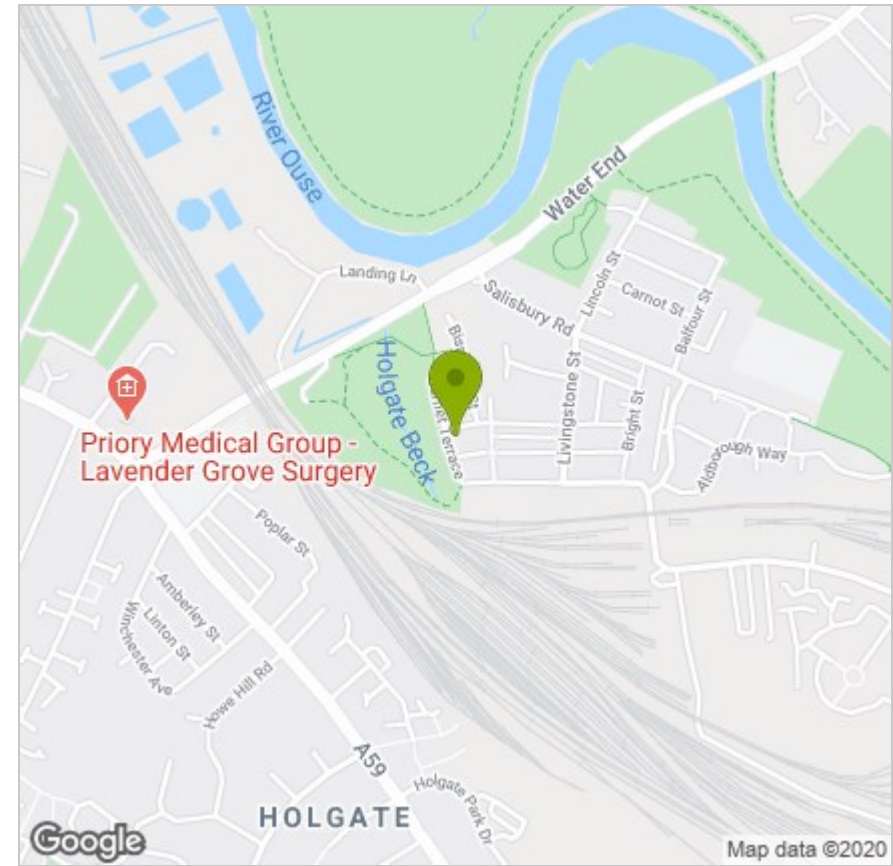 River Ouse
Water End
Landing Ln
Salisbury Rd
Lincoln St
Carnot St
Balfour St
Holgate Beck
Terrace
Livingstone St
Bright St
Aldborough Way
Priory Medical Group -
Lavender Grove Surgery
Poplar St
Amberley St
Linton St
Winchester Ave
Howe Hill Rd
A59
Holgate Park Dr
HOLGATE
Google
Map data ©2020